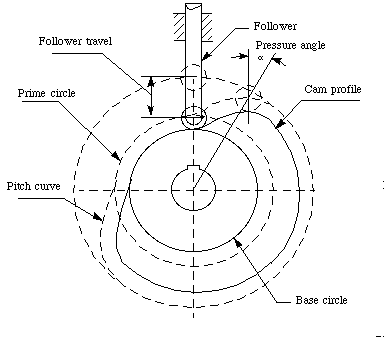 Follower
Follower travel
Pressure angle
α
Prime circle
Cam profile
Pitch curve
Base circle